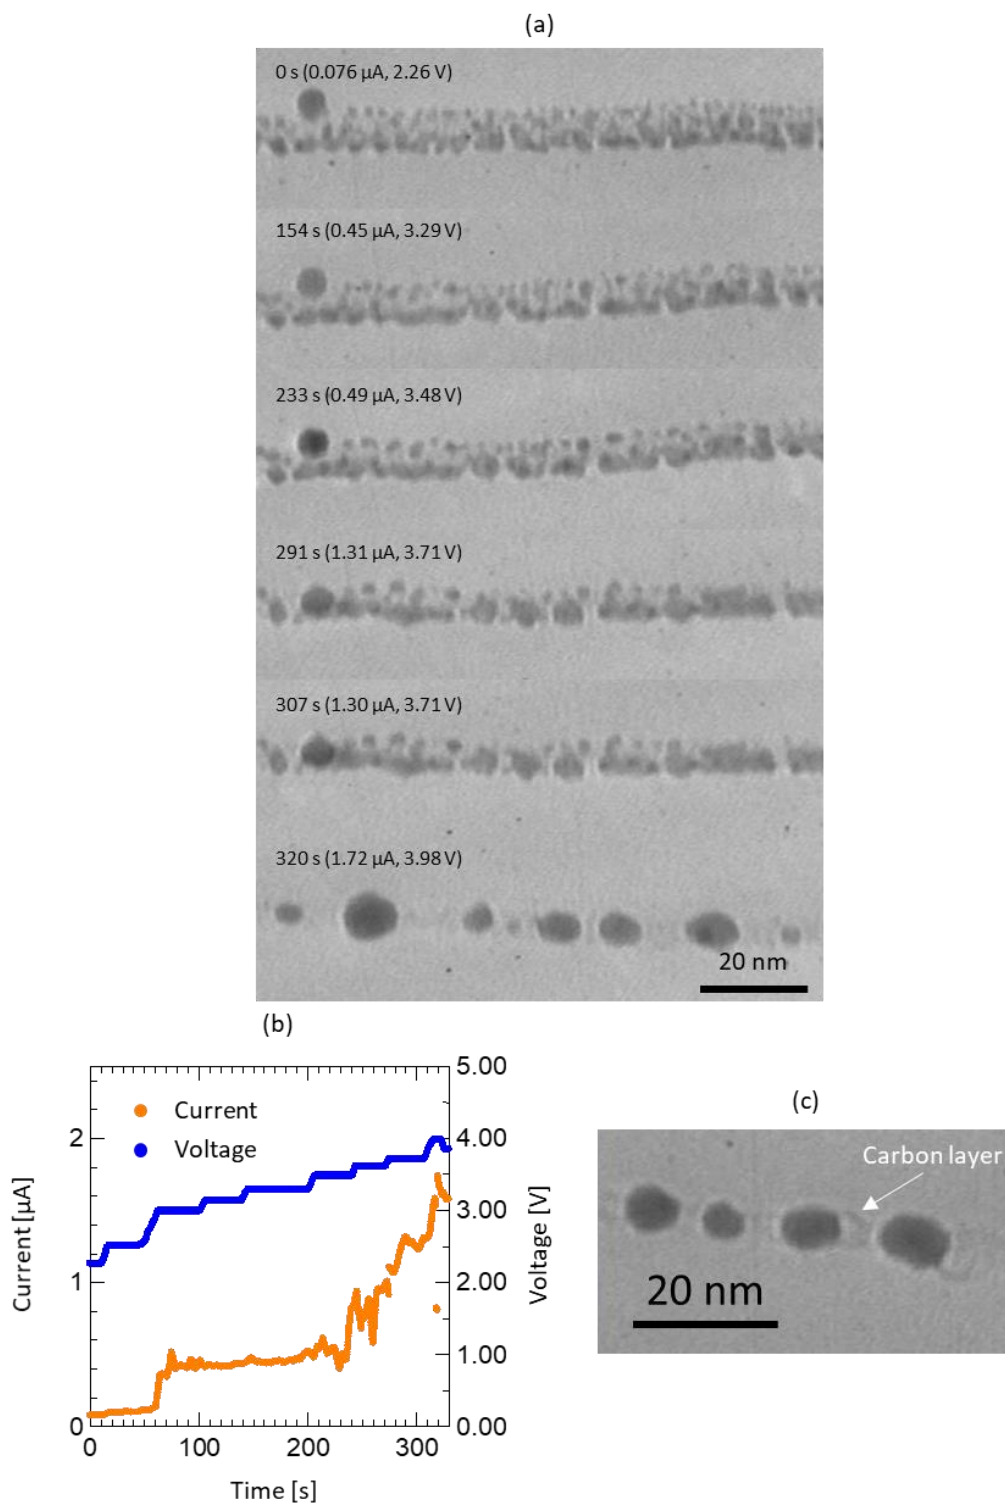 (a)
0 s (0.076 µA, 2.26 V)
154 s (0.45 µA, 3.29 V)
233 s (0.49 µA, 3.48 V)
291 s (1.31 µA, 3.71 V)
307 s (1.30 µA, 3.71 V)
320 s (1.72 µA, 3.98 V)
20 nm
(b)
Current [µA]
2
1
0
Current
Voltage
5.00
4.00
3.00
2.00
1.00
0.00
Voltage [V]
0 100 200 300
Time [s]
(c)
Carbon layer
20 nm